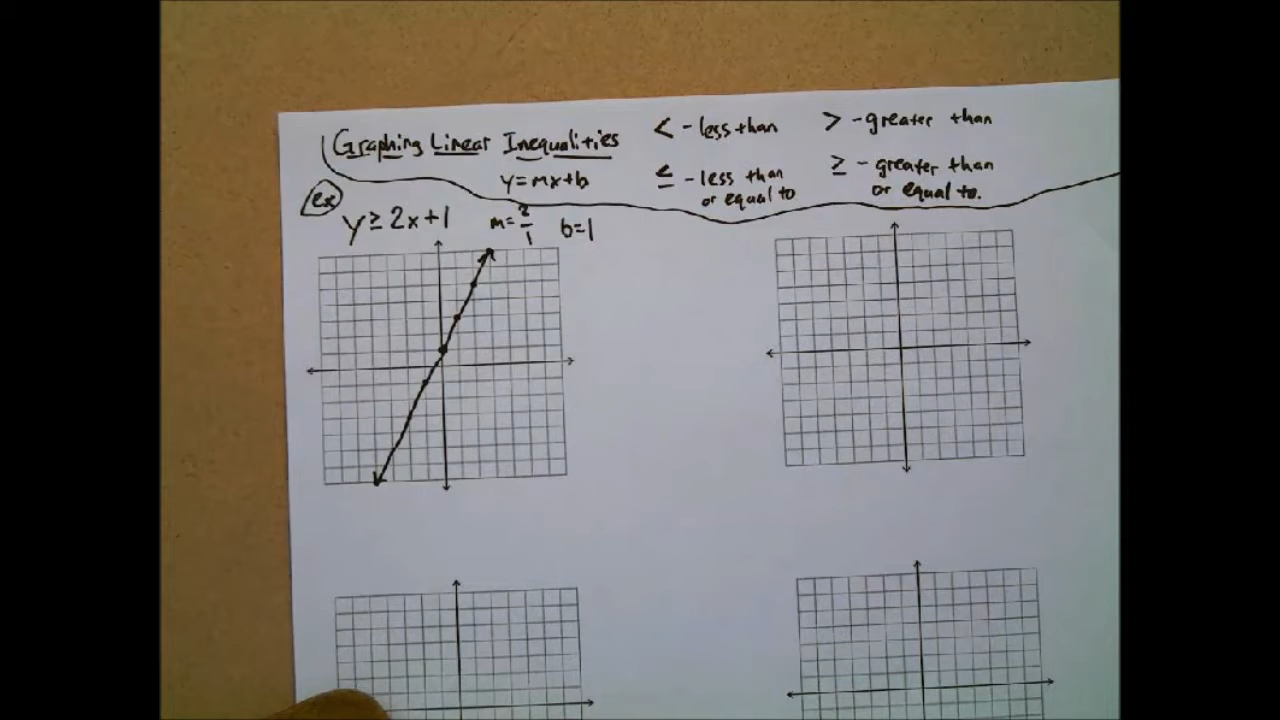 Graphing Linear Inequalities
y=mx+b
< - less than
> - greater than
≤ - less than
or equal to
≥ - greater than
or equal to.
ex
y≥2x+1
m=2/1
b=1